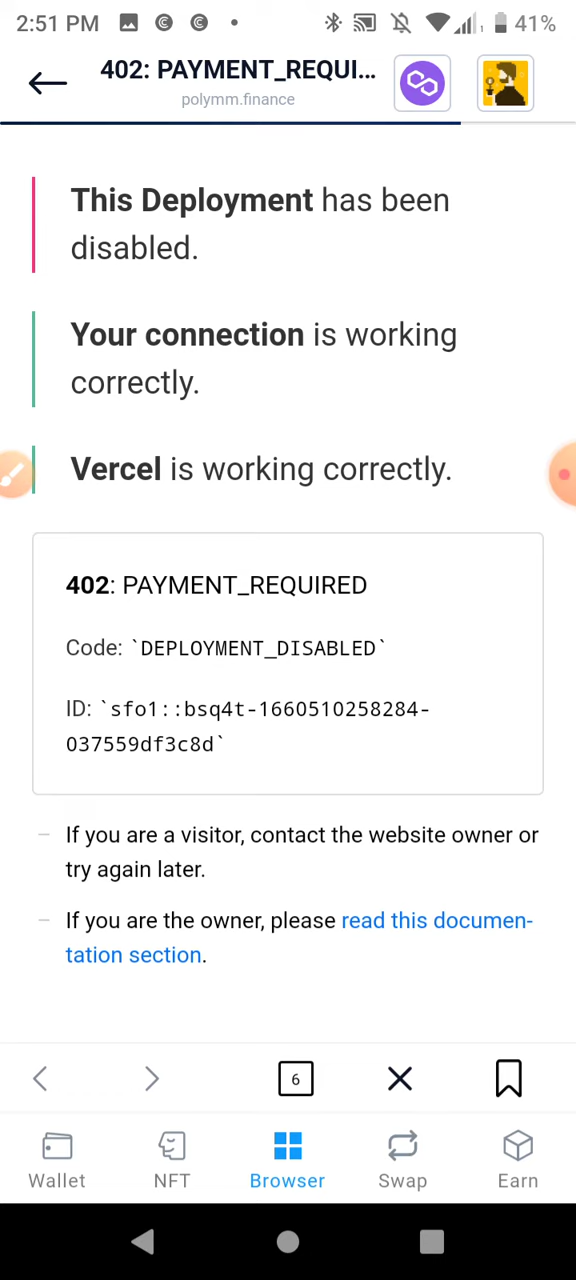 2:51 PM
41%
402: PAYMENT_REQUI...
polymm.finance
This Deployment has been
disabled.
Your connection is working
correctly.
Vercel is working correctly.
402: PAYMENT_REQUIRED
Code: `DEPLOYMENT_DISABLED`
ID: `sfo1::bsq4t-1660510258284-
037559df3c8d`
If you are a visitor, contact the website owner or
try again later.
If you are the owner, please read this documen-
tation section.
6
Wallet NFT Browser Swap Earn